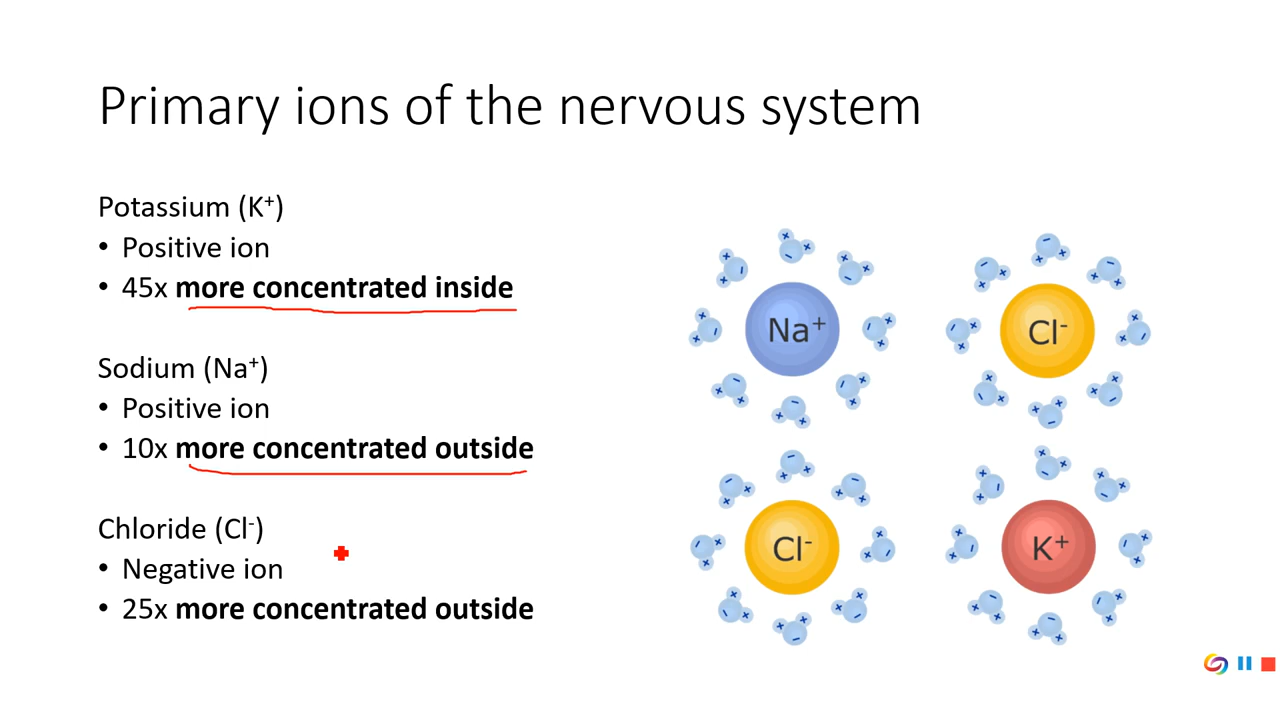 Primary ions of the nervous system
Potassium (K⁺)
• Positive ion
• 45x more concentrated inside
Sodium (Na⁺)
• Positive ion
• 10x more concentrated outside
Chloride (Cl⁻)
• Negative ion
• 25x more concentrated outside
Na⁺
Cl⁻
Cl⁻
K⁺